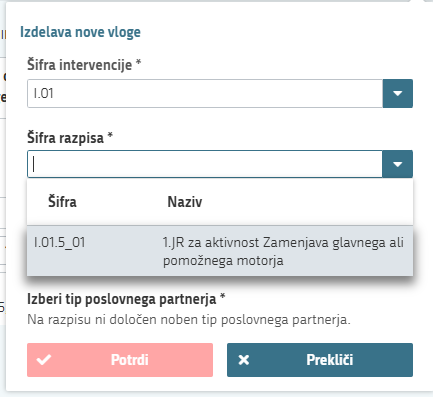 Izdelava nove vloge
Šifra intervencije *
I.01
Šifra razpisa *
Šifra Naziv
I.01.5_01 1.JR za aktivnost Zamenjava glavnega ali
pomožnega motorja
Izberi tip poslovnega partnerja *
Na razpisu ni določen noben tip poslovnega partnerja.
Potrdi Prekliči